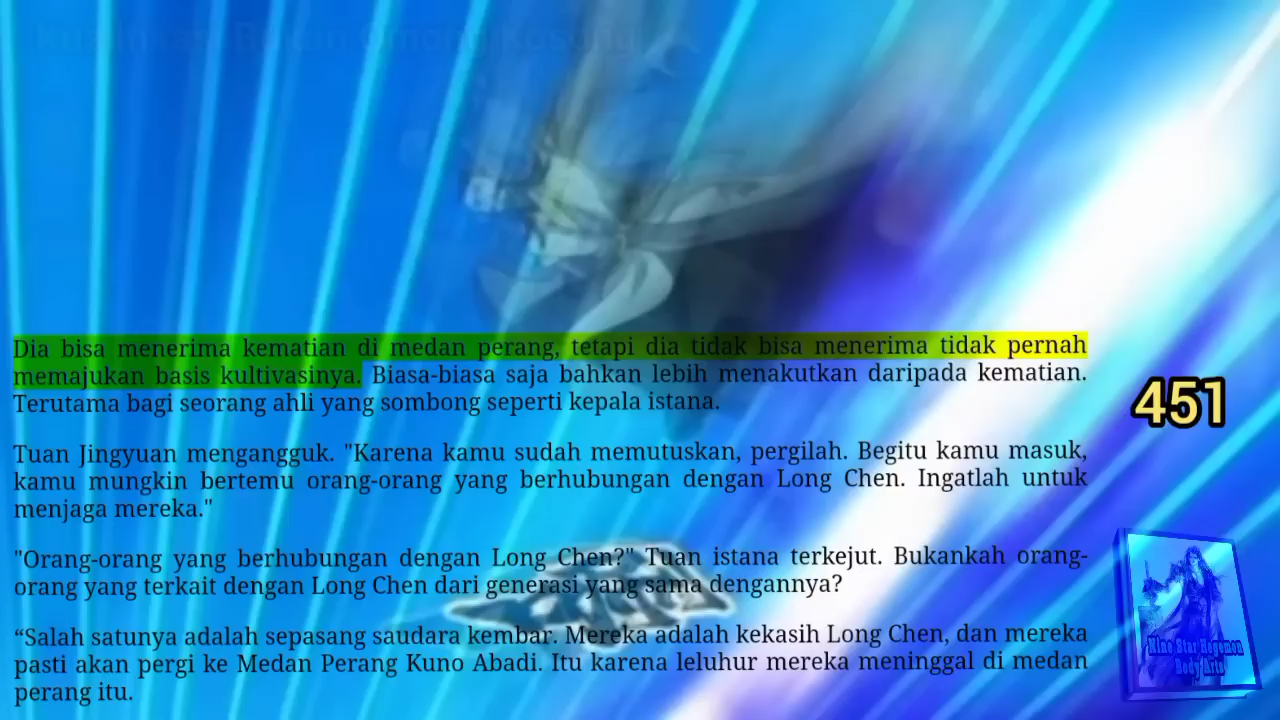 Dia bisa menerima kematian di medan perang, tetapi dia tidak bisa menerima tidak pernah
memajukan basis kultivasinya. Biasa-biasa saja bahkan lebih menakutkan daripada kematian.
Terutama bagi seorang ahli yang sombong seperti kepala istana.
Tuan Jingyuan mengangguk. "Karena kamu sudah memutuskan, pergilah. Begitu kamu masuk,
kamu mungkin bertemu orang-orang yang berhubungan dengan Long Chen. Ingatlah untuk
menjaga mereka."
"Orang-orang yang berhubungan dengan Long Chen?" Tuan istana terkejut. Bukankah orang-
orang yang terkait dengan Long Chen dari generasi yang sama dengannya?
“Salah satunya adalah sepasang saudara kembar. Mereka adalah kekasih Long Chen, dan mereka
pasti akan pergi ke Medan Perang Kuno Abadi. Itu karena leluhur mereka meninggal di medan
perang itu.
451
Nine Star Hegemon
Body Arts